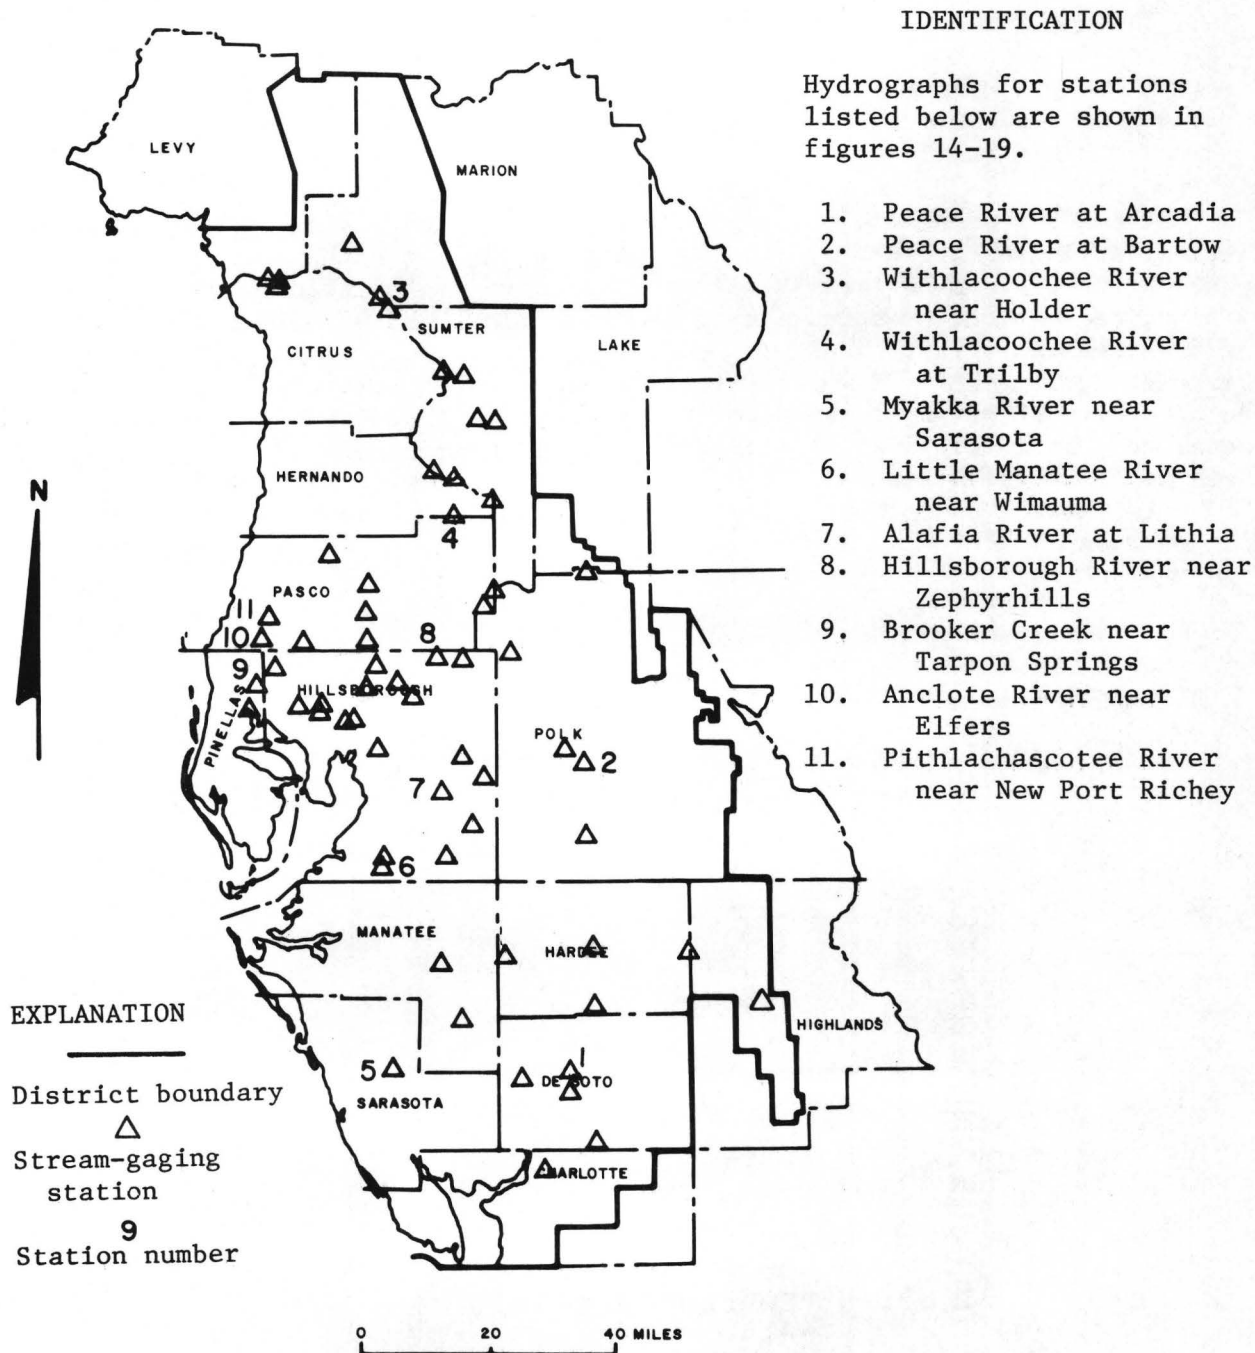 IDENTIFICATION
Hydrographs for stations
listed below are shown in
figures 14-19.
1. Peace River at Arcadia
2. Peace River at Bartow
3. Withlacoochee River
near Holder
4. Withlacoochee River
at Trilby
5. Myakka River near
Sarasota
6. Little Manatee River
near Wimauma
7. Alafia River at Lithia
8. Hillsborough River near
Zephyrhills
9. Brooker Creek near
Tarpon Springs
10. Anclote River near
Elfers
11. Pithlachascotee River
near New Port Richey
LEVY
MARION
3
SUMTER
CITRUS
LAKE
HERNANDO
N
4
PASCO
11
10
8
9
HILLSBOROUGH
PINELLAS
POLK
2
7
6
MANATEE
HARDEE
HIGHLANDS
5
DE SOTO
SARASOTA
CHARLOTTE
EXPLANATION
District boundary
Stream-gaging
station
9
Station number
0 20 40 MILES